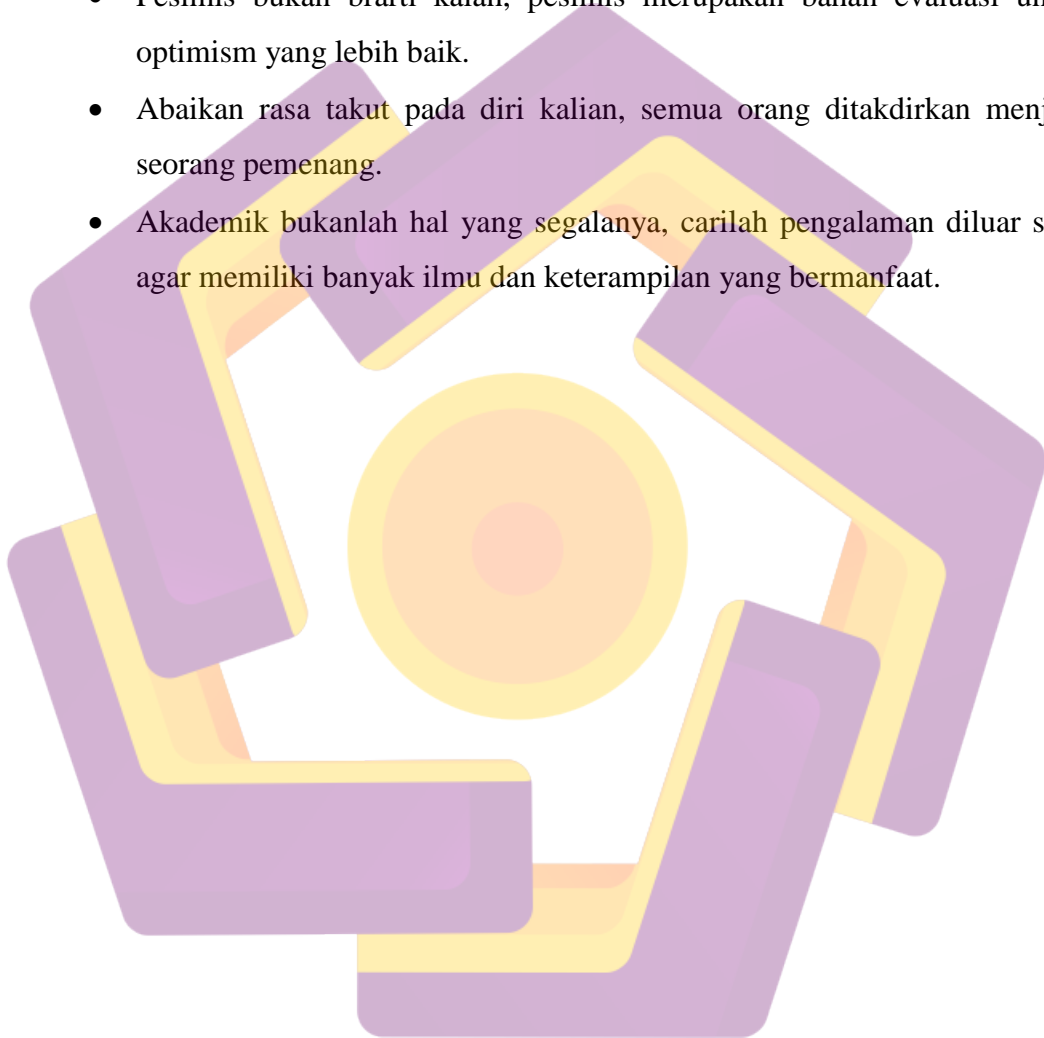 • Pesimis bukan brarti kalah, pesimis merupakan bahan evaluasi un
optimism yang lebih baik.
• Abaikan rasa takut pada diri kalian, semua orang ditakdirkan menj
seorang pemenang.
• Akademik bukanlah hal yang segalanya, carilah pengalaman diluar s
agar memiliki banyak ilmu dan keterampilan yang bermanfaat.